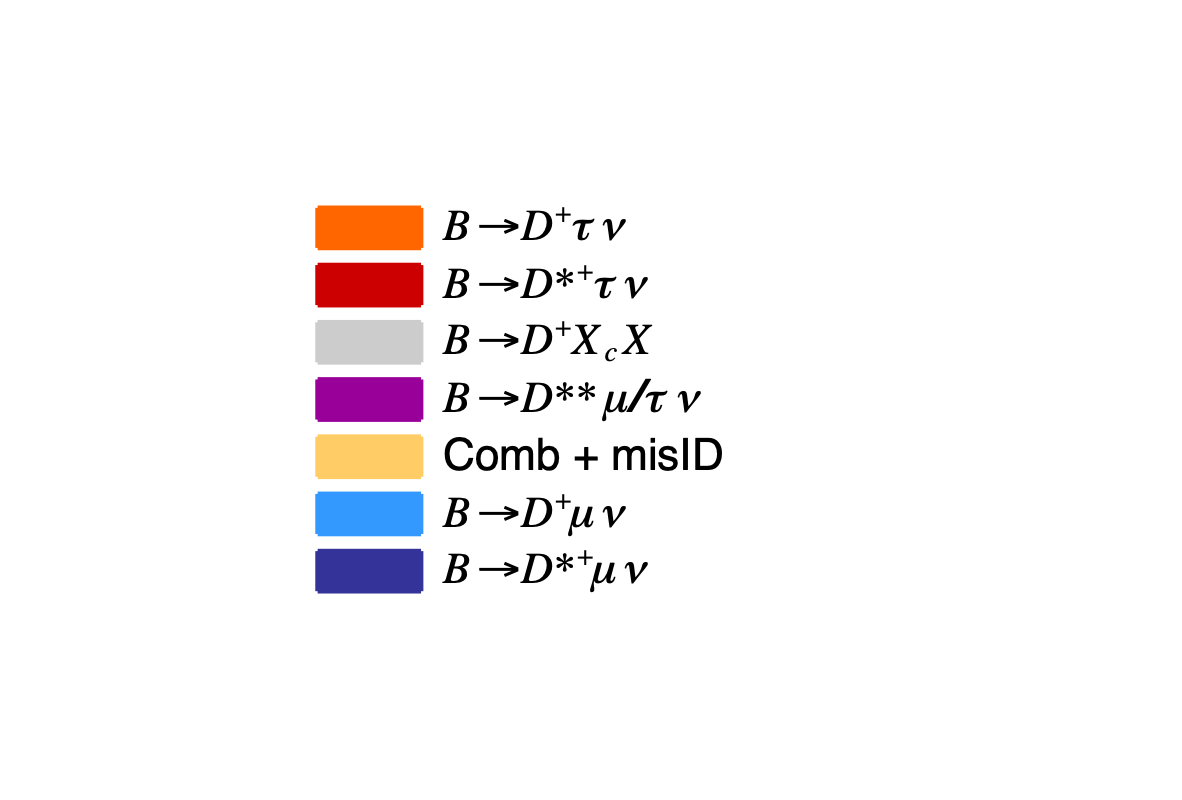 B → D⁺ τ ν
B → D*⁺ τ ν
B → D⁺ X_c X
B → D** μ/τ ν
Comb + misID
B → D⁺ μ ν
B → D*⁺ μ ν